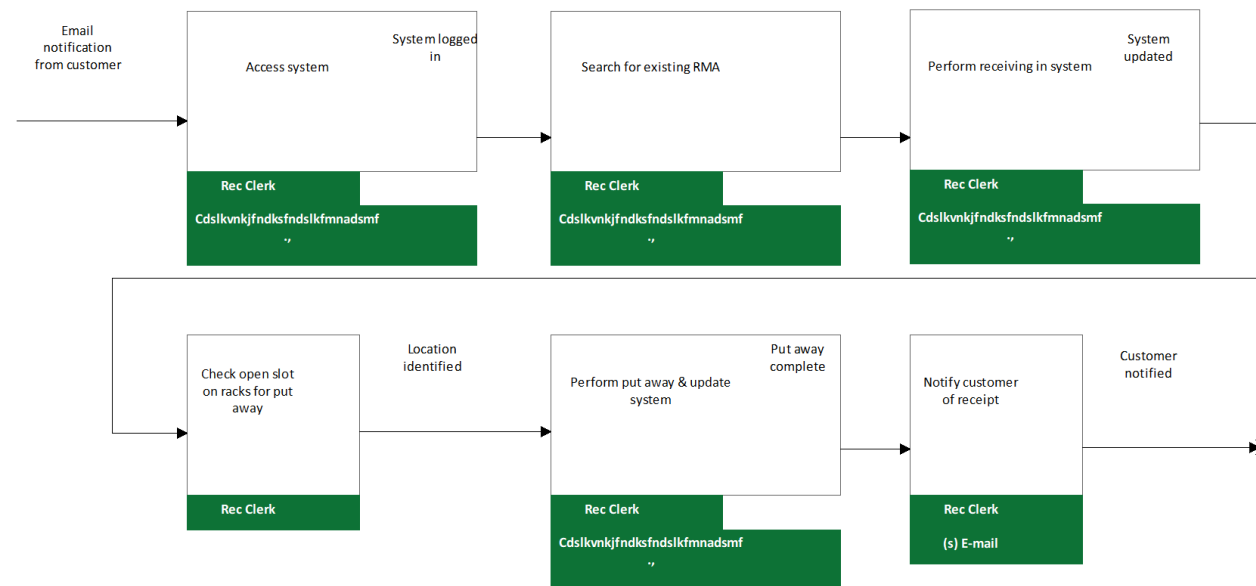 Email
notification
from customer
Access system
System logged
in
Search for existing RMA
Perform receiving in system
System
updated
Rec Clerk
Cdslkvnkjfndksfndslkfmnadsmf
.,
Rec Clerk
Cdslkvnkjfndksfndslkfmnadsmf
.,
Rec Clerk
Cdslkvnkjfndksfndslkfmnadsmf
.,
Check open slot
on racks for put
away
Location
identified
Perform put away & update
system
Put away
complete
Notify customer
of receipt
Customer
notified
Rec Clerk
Rec Clerk
Cdslkvnkjfndksfndslkfmnadsmf
.,
Rec Clerk
(s) E-mail